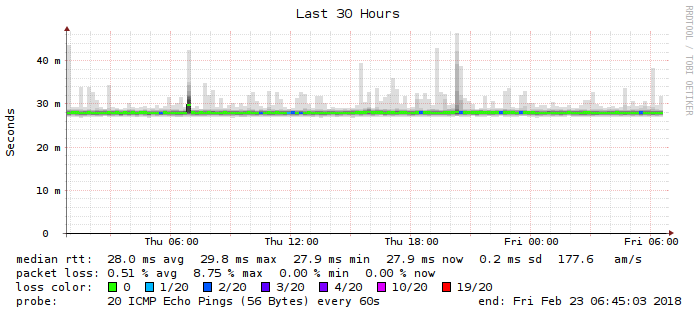 Last 30 Hours
RRDTOOL / TOBI OETIKER
Seconds
40 m
30 m
20 m
10 m
0
Thu 06:00 Thu 12:00 Thu 18:00 Fri 00:00 Fri 06:00
median rtt: 28.0 ms avg 29.8 ms max 27.9 ms min 27.9 ms now 0.2 ms sd 177.6 am/s
packet loss: 0.51 % avg 8.75 % max 0.00 % min 0.00 % now
loss color: 0 1/20 2/20 3/20 4/20 10/20 19/20
probe: 20 ICMP Echo Pings (56 Bytes) every 60s end: Fri Feb 23 06:45:03 2018